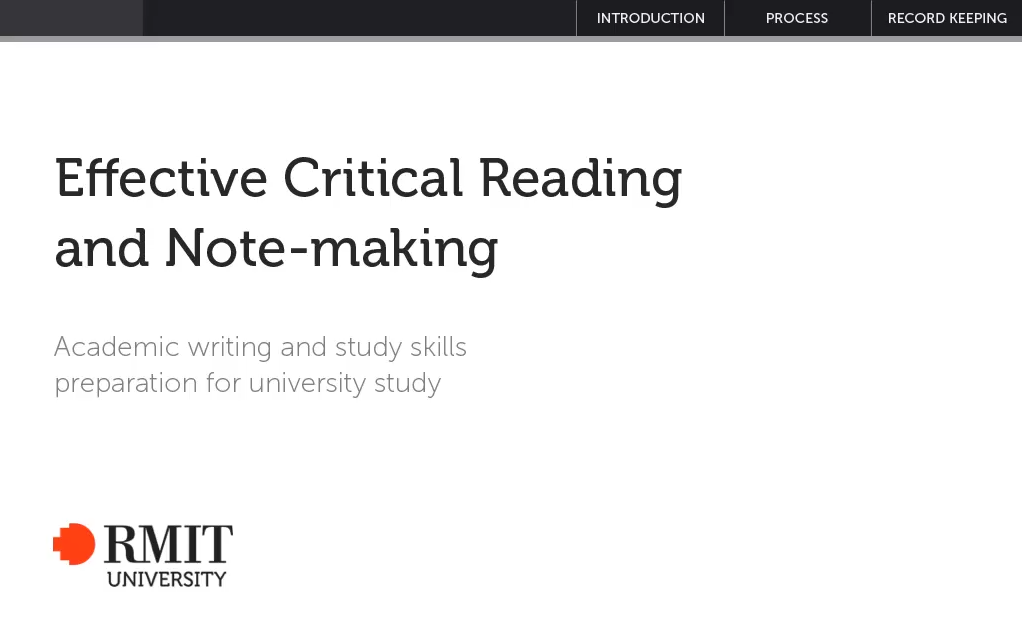 INTRODUCTION PROCESS RECORD KEEPING
Effective Critical Reading
and Note-making
Academic writing and study skills
preparation for university study
RMIT
UNIVERSITY